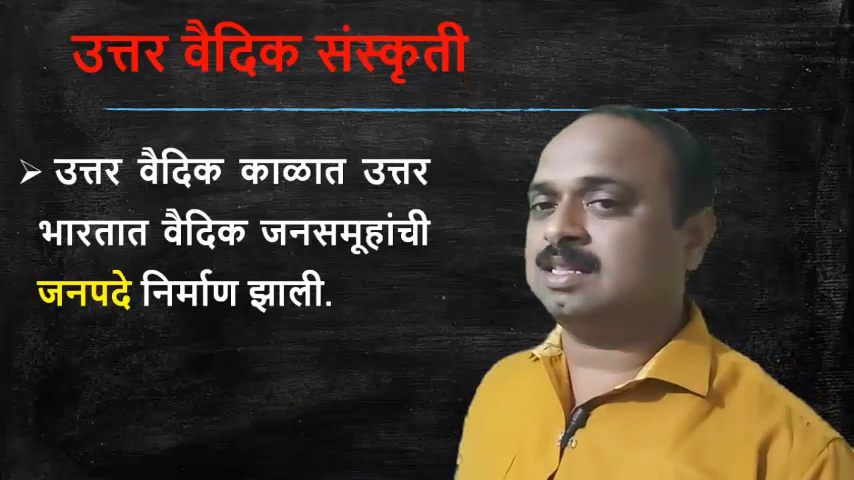 उत्तर वैदिक संस्कृती
➢ उत्तर वैदिक काळात उत्तर
भारतात वैदिक जनसमूहांची
जनपदे निर्माण झाली.